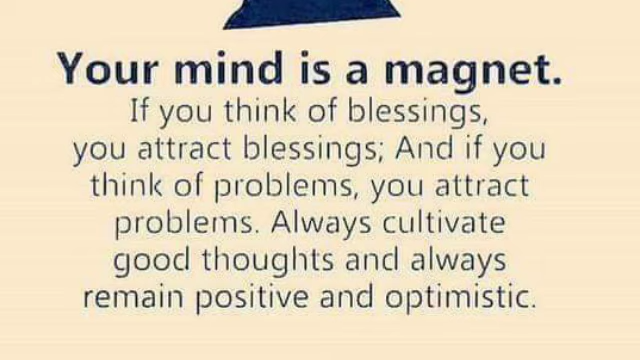 Your mind is a magnet.
If you think of blessings,
you attract blessings; And if you
think of problems, you attract
problems. Always cultivate
good thoughts and always
remain positive and optimistic.